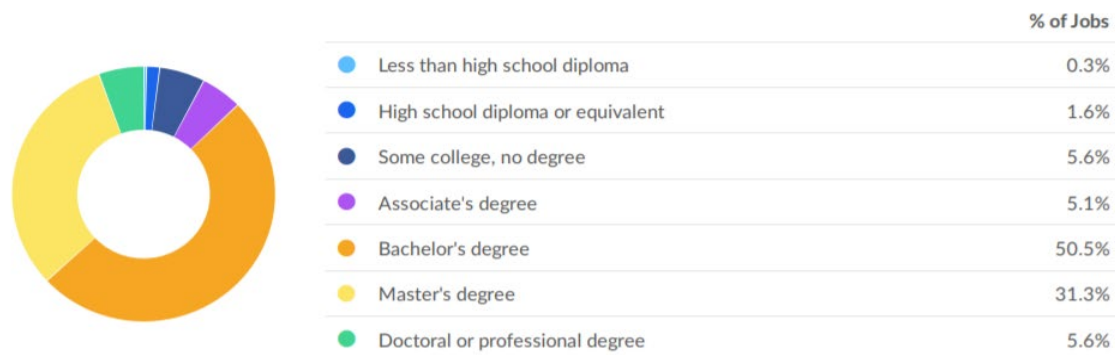 % of Jobs
Less than high school diploma 0.3%
High school diploma or equivalent 1.6%
Some college, no degree 5.6%
Associate's degree 5.1%
Bachelor's degree 50.5%
Master's degree 31.3%
Doctoral or professional degree 5.6%